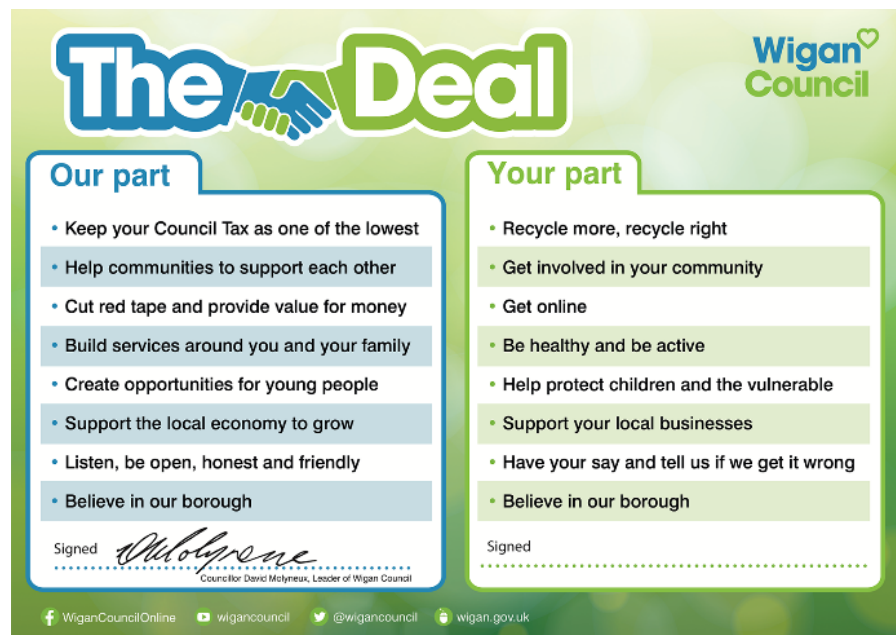 The Deal
Wigan
Council
Our part
• Keep your Council Tax as one of the lowest
• Help communities to support each other
• Cut red tape and provide value for money
• Build services around you and your family
• Create opportunities for young people
• Support the local economy to grow
• Listen, be open, honest and friendly
• Believe in our borough
Signed
Councillor David Molyneux, Leader of Wigan Council
Your part
• Recycle more, recycle right
• Get involved in your community
• Get online
• Be healthy and be active
• Help protect children and the vulnerable
• Support your local businesses
• Have your say and tell us if we get it wrong
• Believe in our borough
Signed
WiganCouncilOnline wigancouncil @wigancouncil wigan.gov.uk